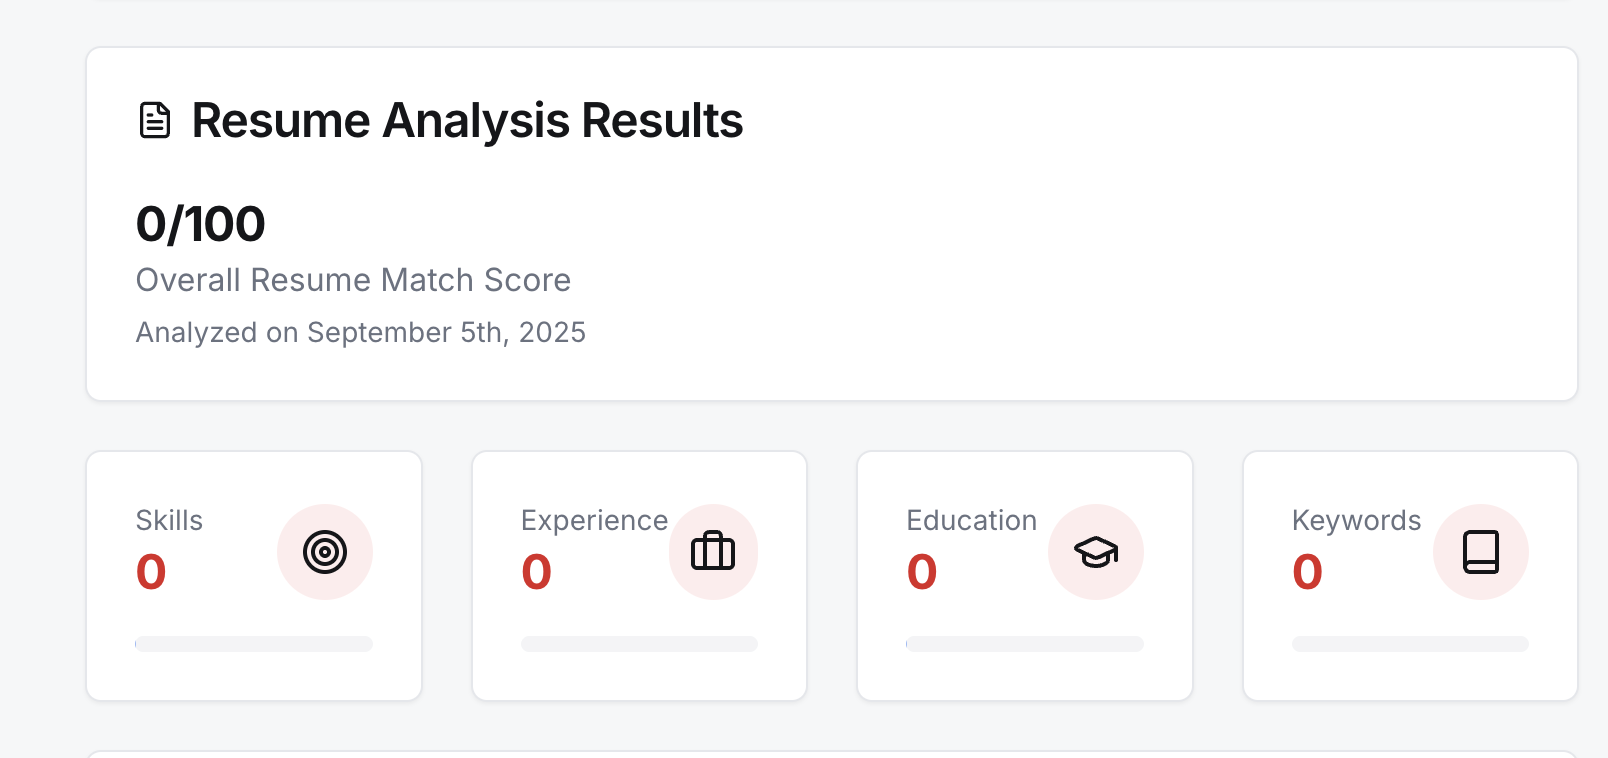 Resume Analysis Results
0/100
Overall Resume Match Score
Analyzed on September 5th, 2025
Skills
0
Experience
0
Education
0
Keywords
0